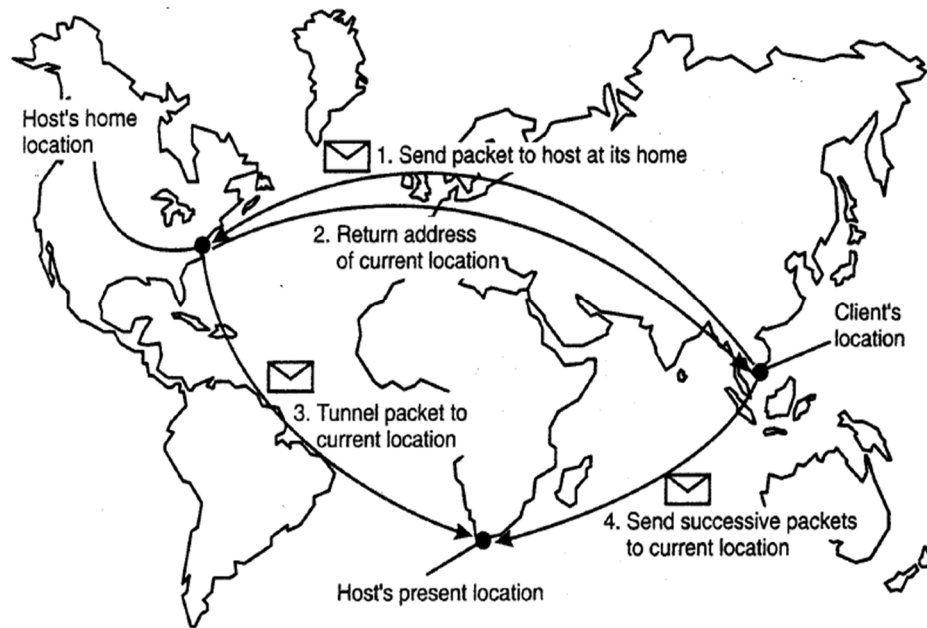 Host's home
location
1. Send packet to host at its home
2. Return address
of current location
Client's
location
3. Tunnel packet to
current location
4. Send successive packets
to current location
Host's present location